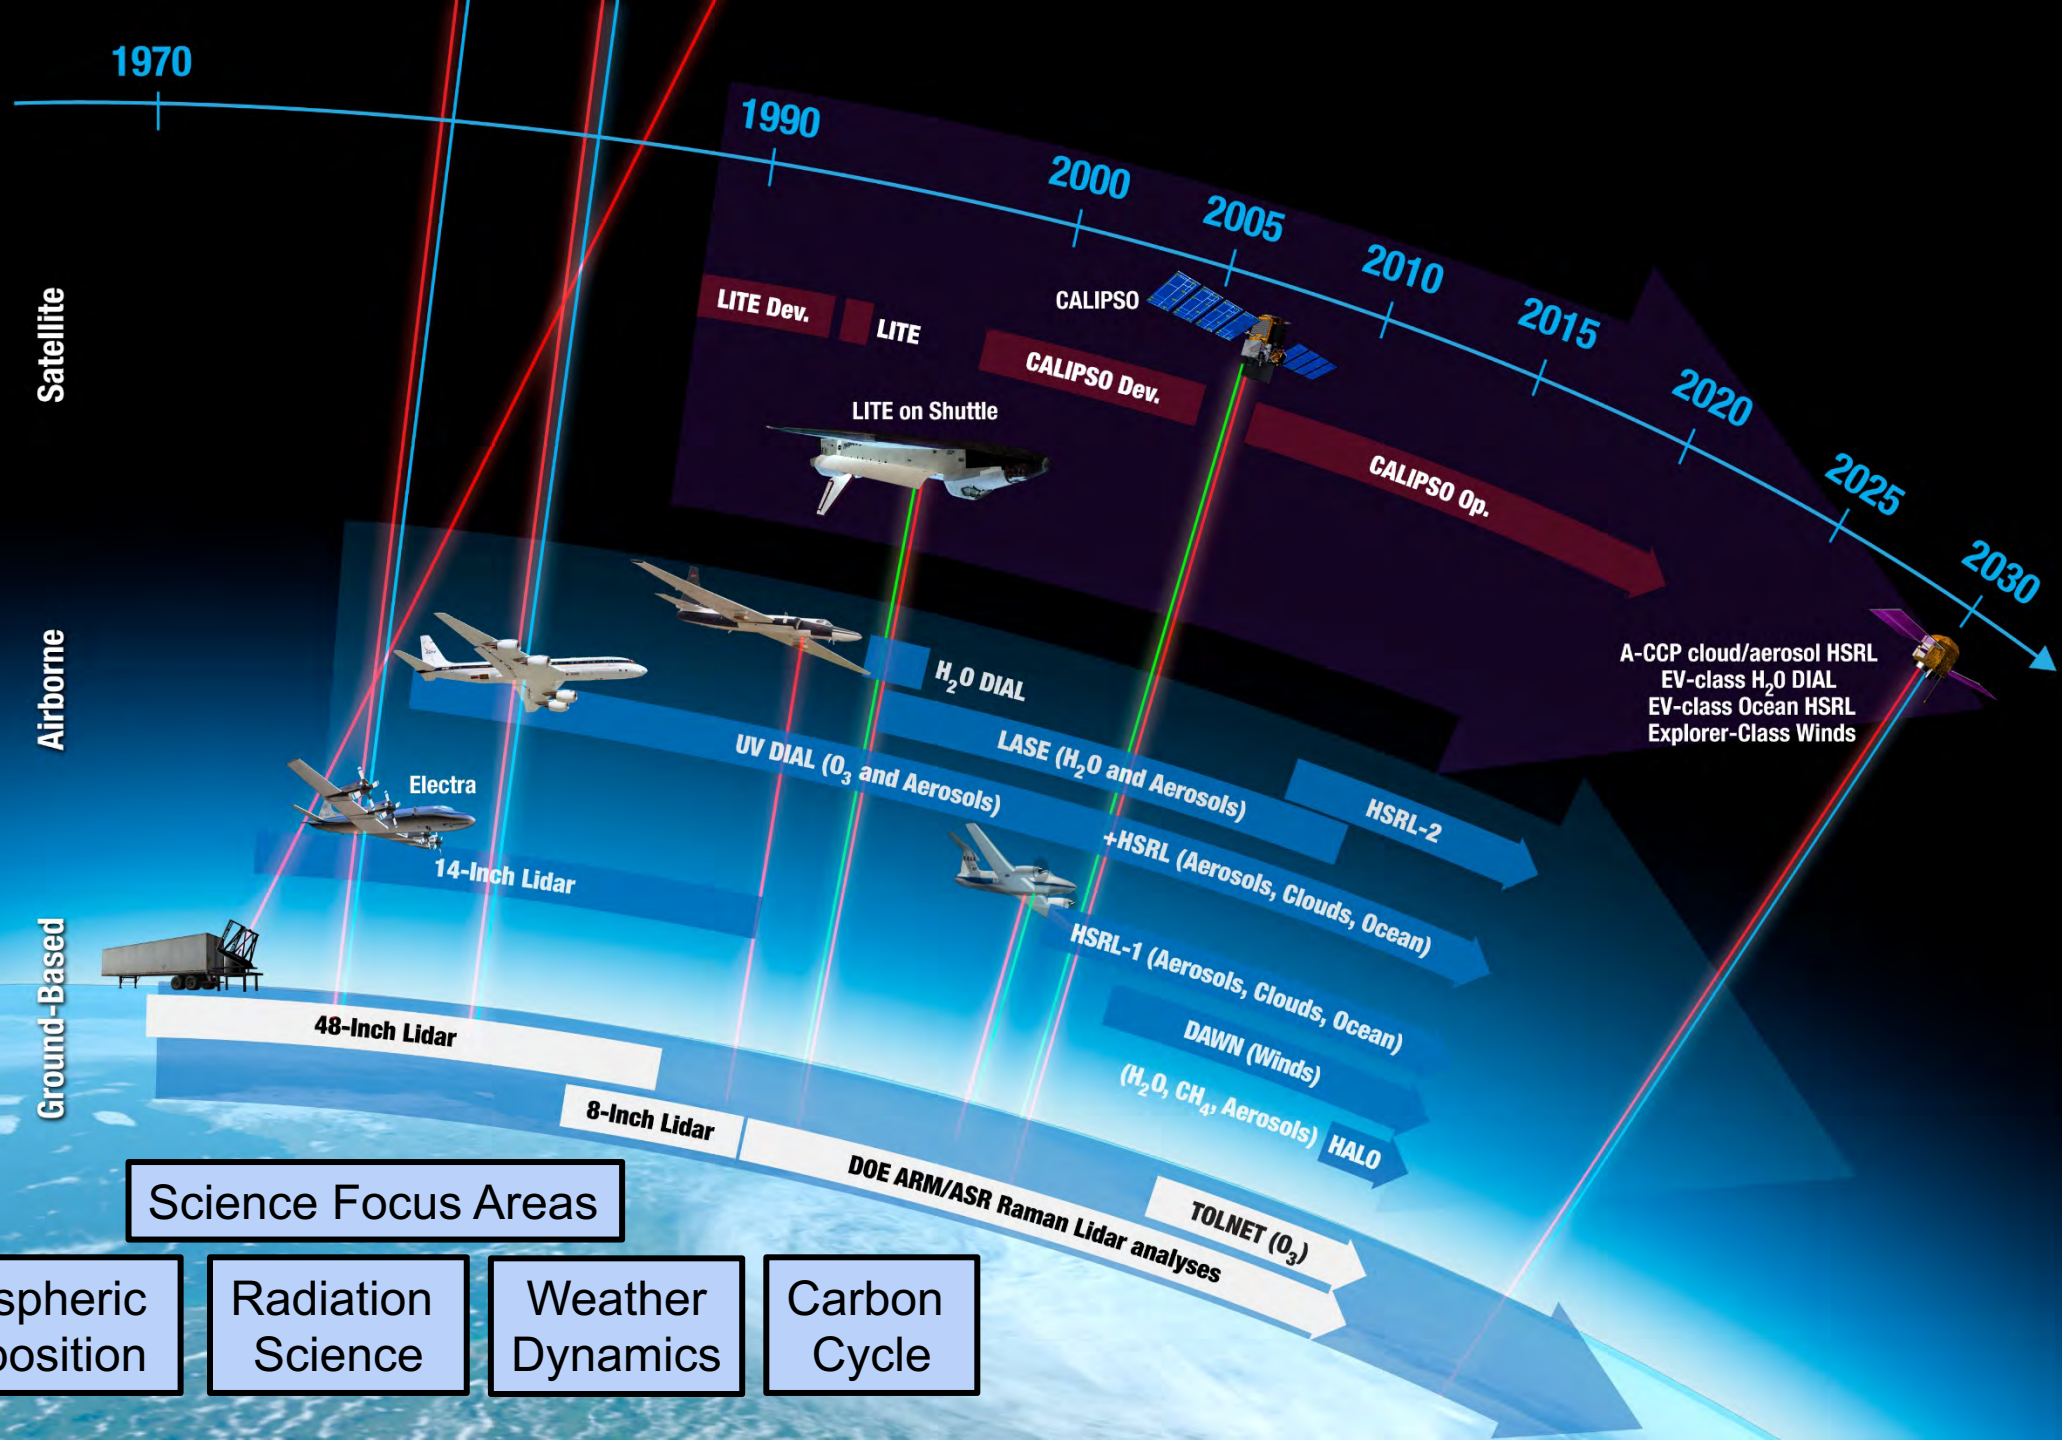 1970
1990
2000
2005
2010
2015
2020
2025
2030
Satellite
LITE Dev.
LITE
CALIPSO
CALIPSO Dev.
LITE on Shuttle
CALIPSO Op.
A-CCP cloud/aerosol HSRL
EV-class H₂O DIAL
EV-class Ocean HSRL
Explorer-Class Winds
Airborne
H₂O DIAL
LASE (H₂O and Aerosols)
UV DIAL (O₃ and Aerosols)
+HSRL (Aerosols, Clouds, Ocean)
HSRL-2
Electra
14-Inch Lidar
HSRL-1 (Aerosols, Clouds, Ocean)
DAWN (Winds)
(H₂O, CH₄, Aerosols)
HALO
Ground-Based
48-Inch Lidar
8-Inch Lidar
DOE ARM/ASR Raman Lidar analyses
TOLNET (O₃)
Science Focus Areas
spheric
position
Radiation
Science
Weather
Dynamics
Carbon
Cycle